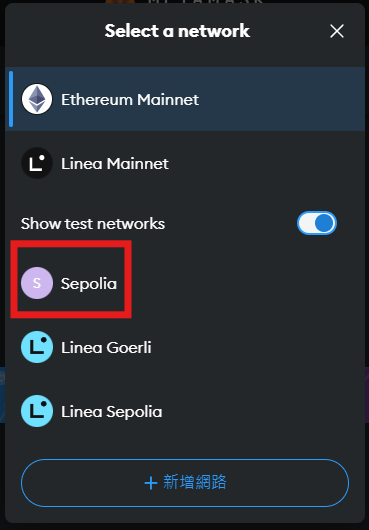 Select a network
Ethereum Mainnet
Linea Mainnet
Show test networks
S Sepolia
Linea Goerli
Linea Sepolia
+ 新增網路